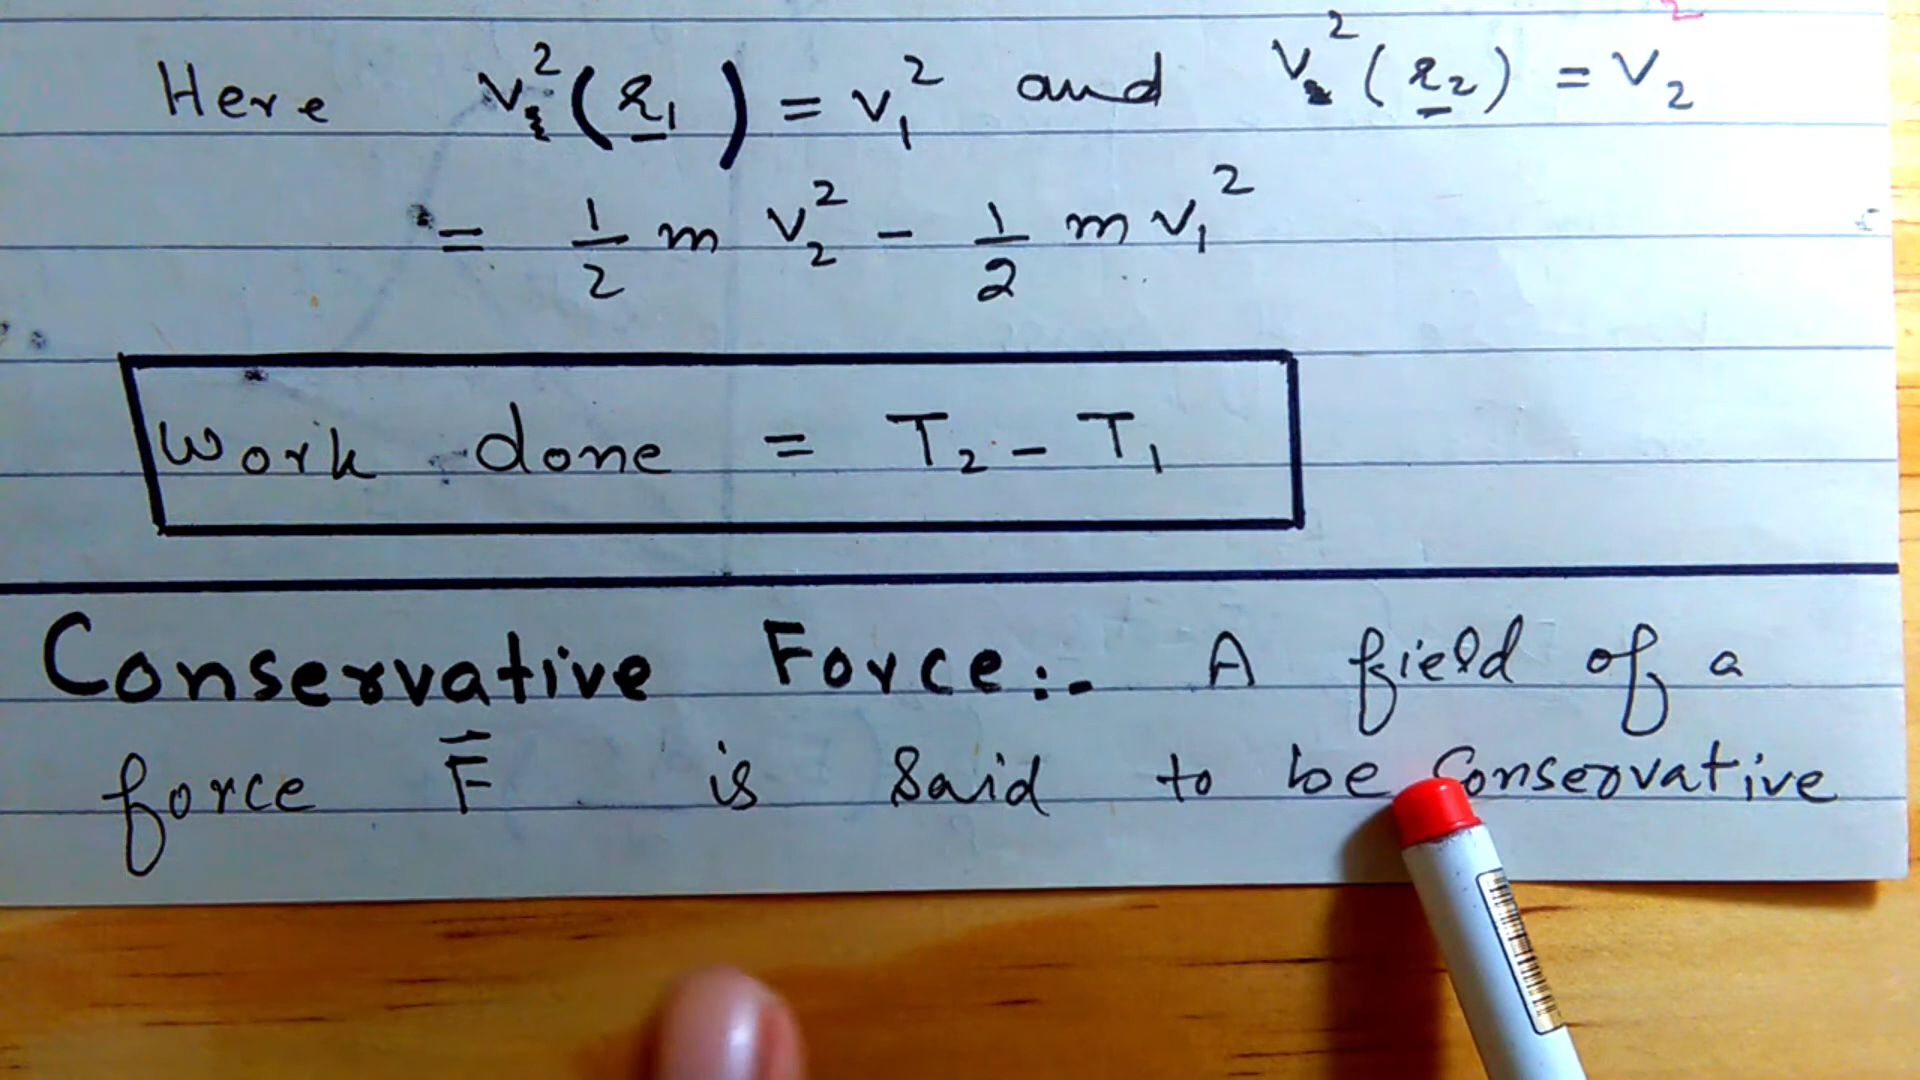 Here v²(r₁) = v₁² and v²(r₂) = v₂
= 1/2 m v₂² - 1/2 m v₁²
Work done = T₂ - T₁
Conservative Force:- A field of a
force F̅ is said to be Conservative